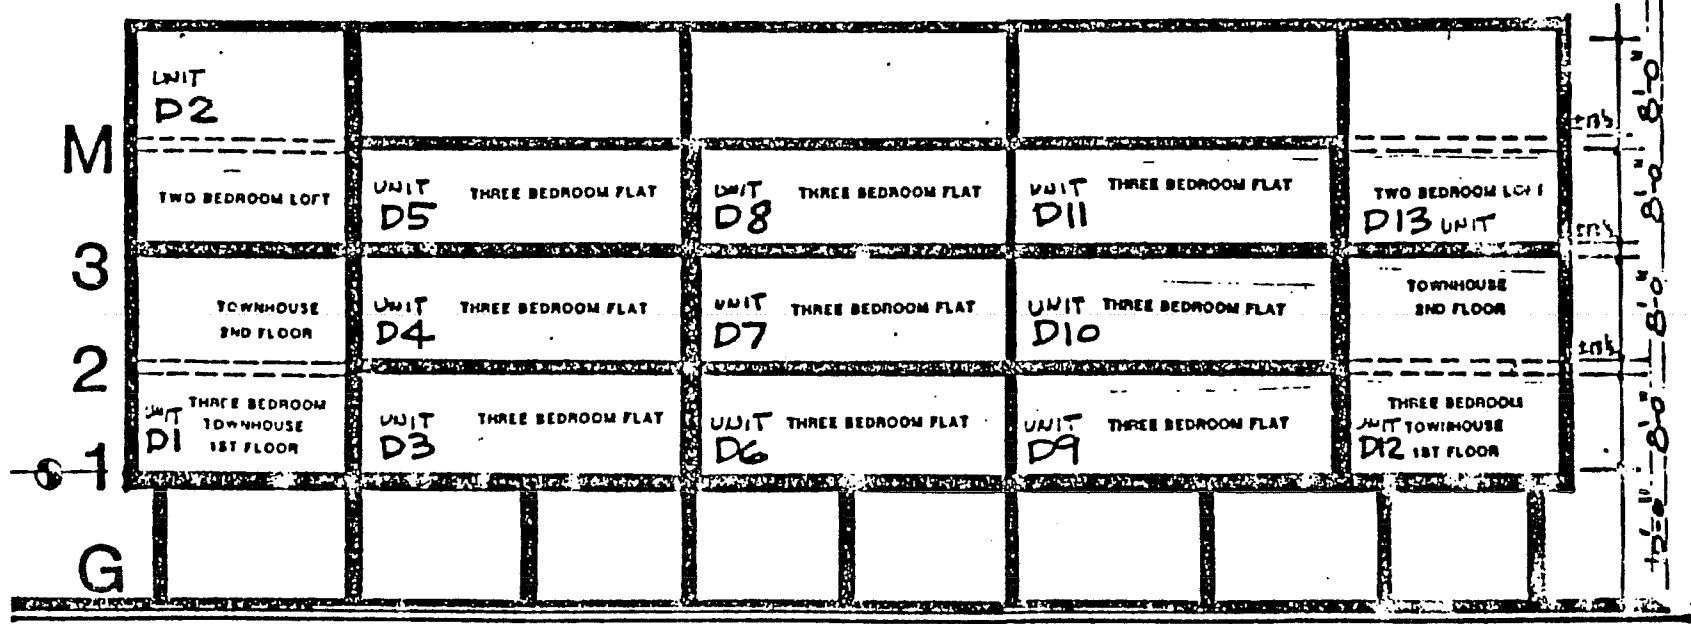 UNIT
D2
M
TWO BEDROOM LOFT
UNIT
D5
THREE BEDROOM FLAT
UNIT
D8
THREE BEDROOM FLAT
UNIT
D11
THREE BEDROOM FLAT
TWO BEDROOM LOFT
D13 UNIT
3
TOWNHOUSE
2ND FLOOR
UNIT
D4
THREE BEDROOM FLAT
UNIT
D7
THREE BEDROOM FLAT
UNIT
D10
THREE BEDROOM FLAT
TOWNHOUSE
2ND FLOOR
2
THREE BEDROOM
TOWNHOUSE
1ST FLOOR
UNIT
D1
UNIT
D3
THREE BEDROOM FLAT
UNIT
D6
THREE BEDROOM FLAT
UNIT
D9
THREE BEDROOM FLAT
THREE BEDROOM
UNIT TOWNHOUSE
D12 1ST FLOOR
1
G
8'-0"
8'-0"
8'-0"
8'-0"